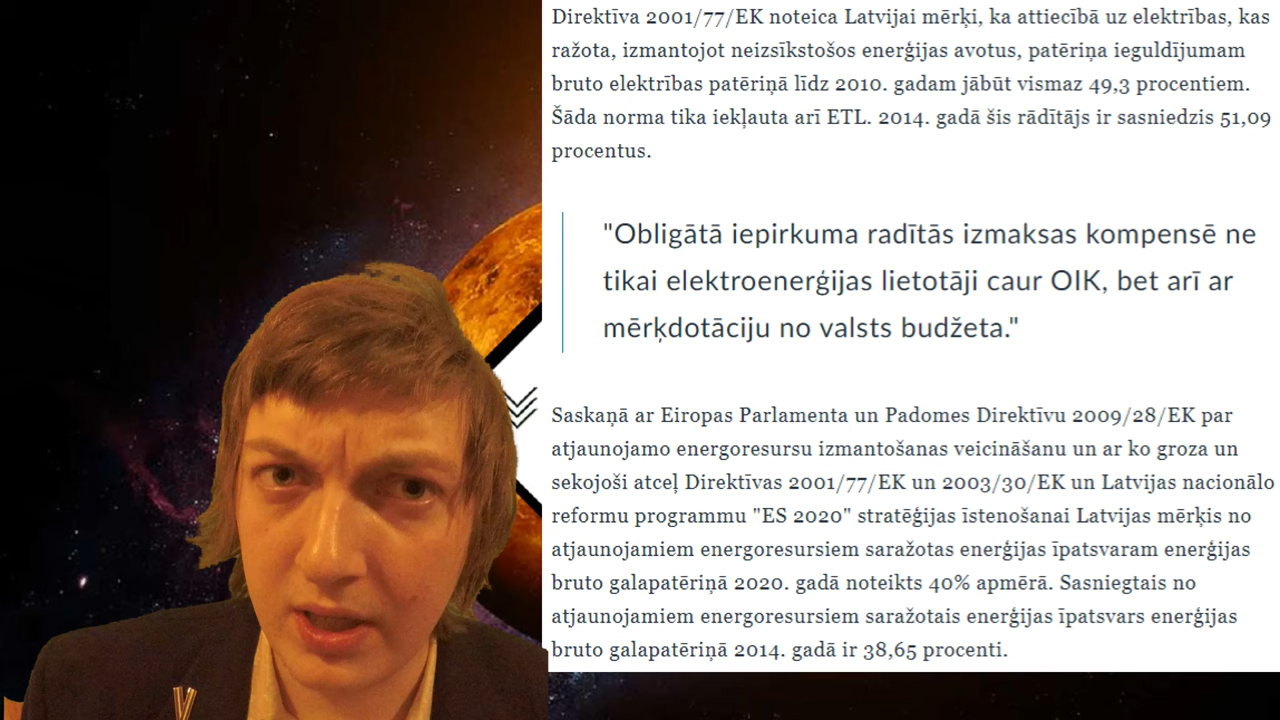 Direktīva 2001/77/EK noteica Latvijai mērķi, ka attiecībā uz elektrības, kas
ražota, izmantojot neizsīkstošos enerģijas avotus, patēriņa ieguldījumam
bruto elektrības patēriņā līdz 2010. gadam jābūt vismaz 49,3 procentiem.
Šāda norma tika iekļauta arī ETL. 2014. gadā šis rādītājs ir sasniedzis 51,09
procentus.
"Obligātā iepirkuma radītās izmaksas kompensē ne
tikai elektroenerģijas lietotāji caur OIK, bet arī ar
mērķdotāciju no valsts budžeta."
Saskaņā ar Eiropas Parlamenta un Padomes Direktīvu 2009/28/EK par
atjaunojamo energoresursu izmantošanas veicināšanu un ar ko groza un
sekojoši atceļ Direktīvas 2001/77/EK un 2003/30/EK un Latvijas nacionālo
reformu programmu "ES 2020" stratēģijas īstenošanai Latvijas mērķis no
atjaunojamiem energoresursiem saražotas enerģijas īpatsvaram enerģijas
bruto galapatēriņā 2020. gadā noteikts 40% apmērā. Sasniegtais no
atjaunojamiem energoresursiem saražotais enerģijas īpatsvars enerģijas
bruto galapatēriņā 2014. gadā ir 38,65 procenti.